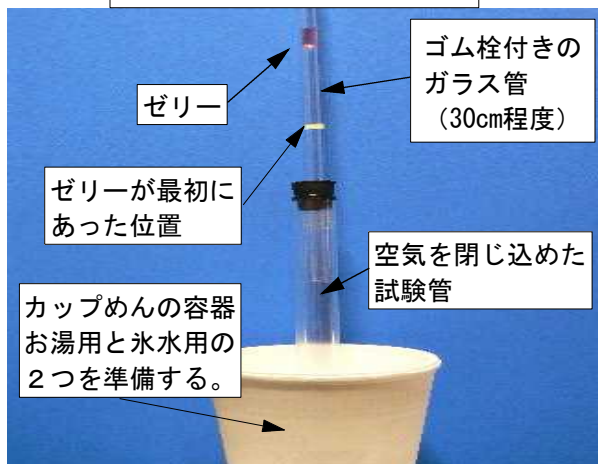 ゼリー
ゴム栓付きの
ガラス管
(30cm程度)
ゼリーが最初に
あった位置
空気を閉じ込めた
試験管
カップめんの容器
お湯用と氷水用の
２つを準備する。